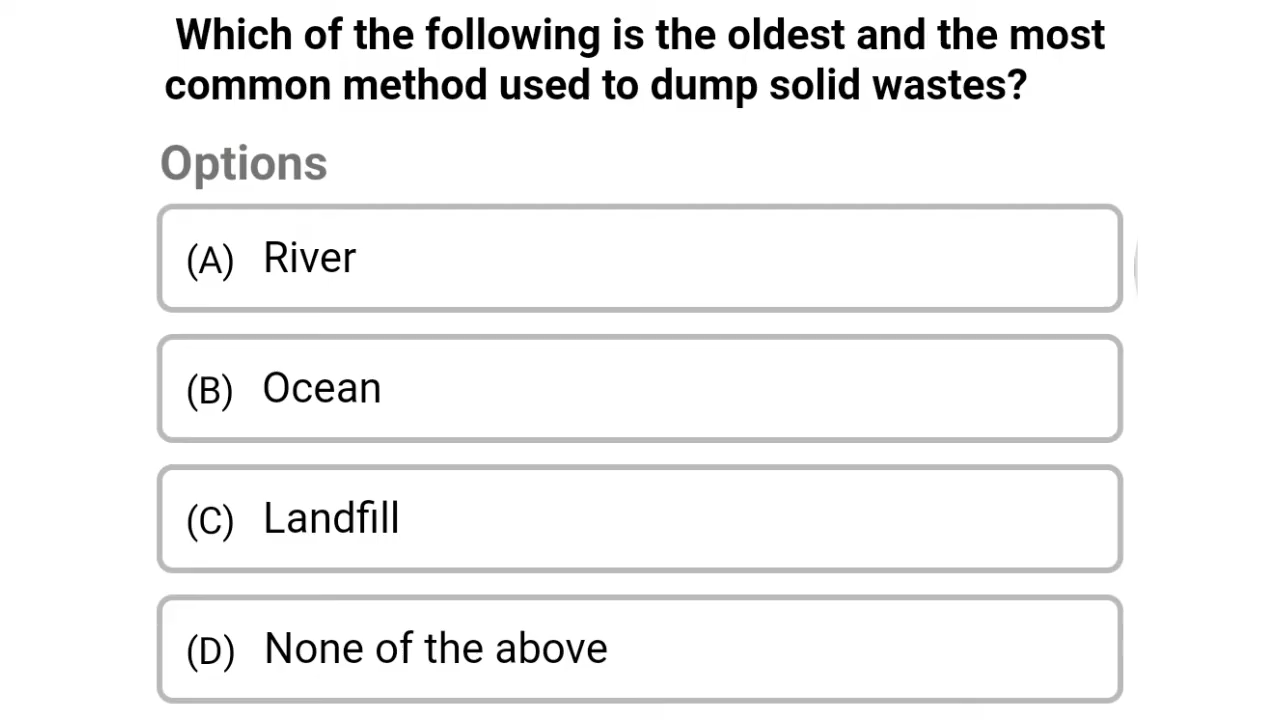 Which of the following is the oldest and the most
common method used to dump solid wastes?
Options
(A) River
(B) Ocean
(C) Landfill
(D) None of the above